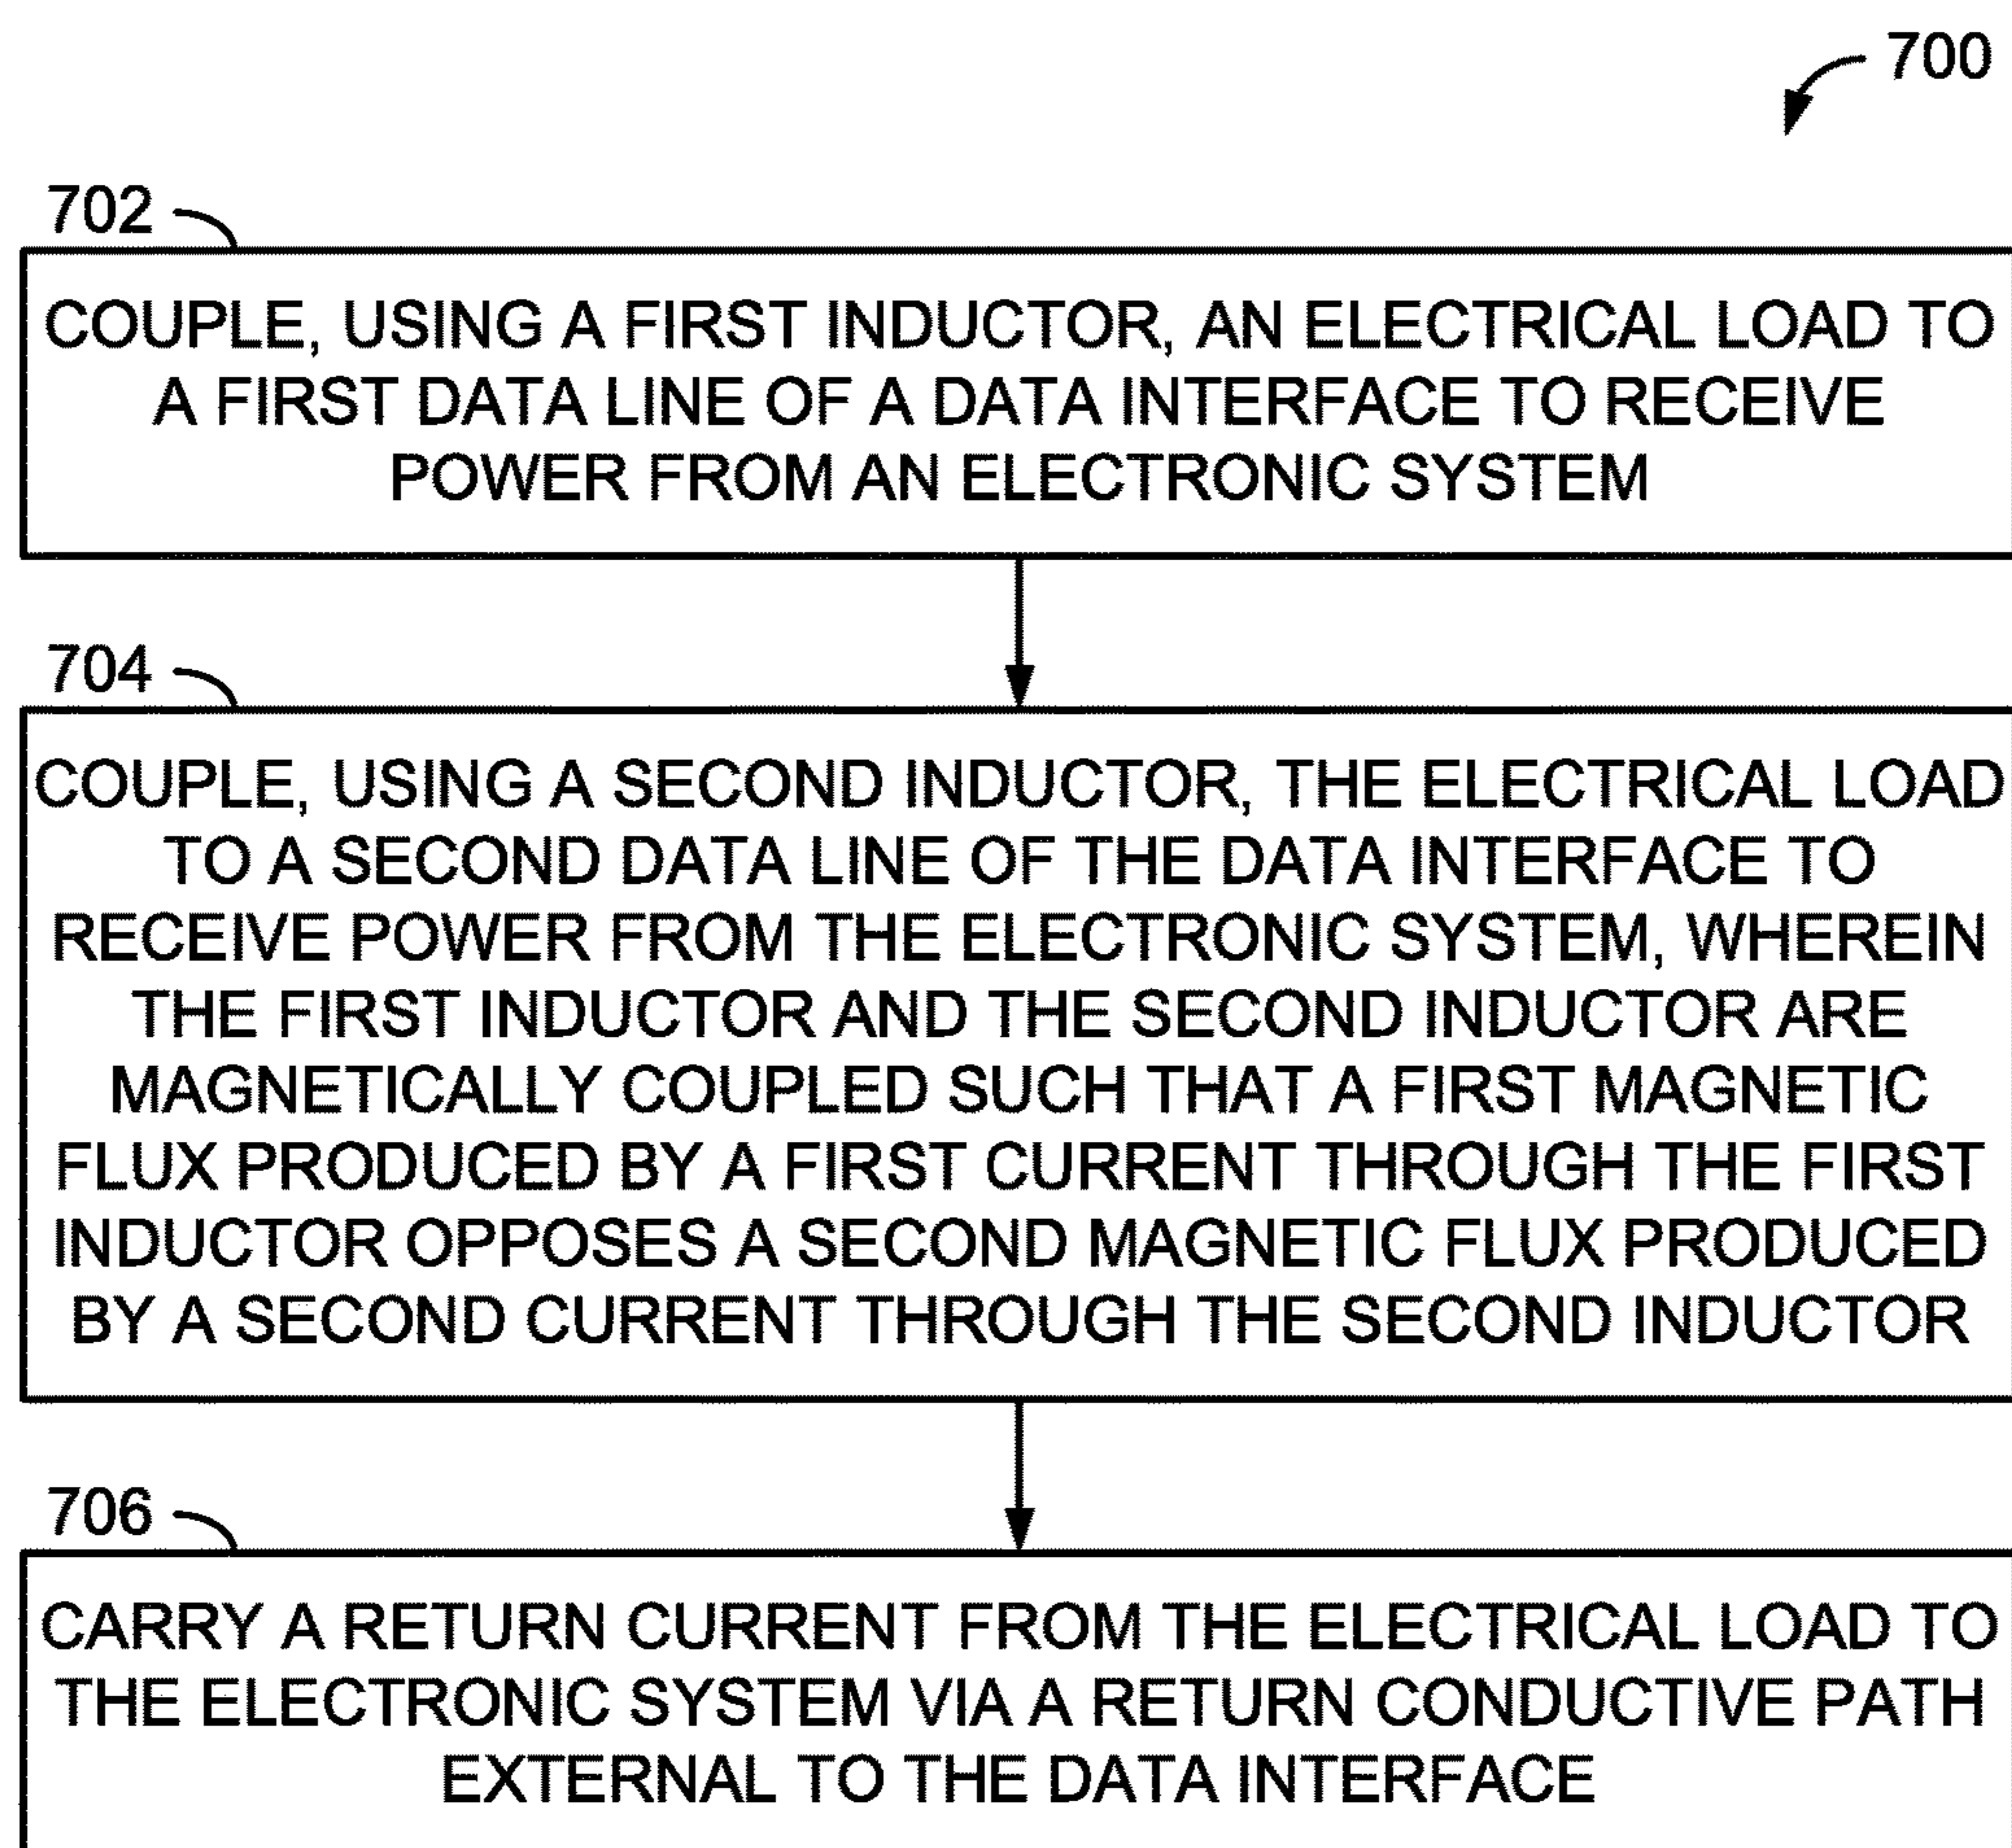 700
702
COUPLE, USING A FIRST INDUCTOR, AN ELECTRICAL LOAD TO
A FIRST DATA LINE OF A DATA INTERFACE TO RECEIVE
POWER FROM AN ELECTRONIC SYSTEM
704
COUPLE, USING A SECOND INDUCTOR, THE ELECTRICAL LOAD
TO A SECOND DATA LINE OF THE DATA INTERFACE TO
RECEIVE POWER FROM THE ELECTRONIC SYSTEM, WHEREIN
THE FIRST INDUCTOR AND THE SECOND INDUCTOR ARE
MAGNETICALLY COUPLED SUCH THAT A FIRST MAGNETIC
FLUX PRODUCED BY A FIRST CURRENT THROUGH THE FIRST
INDUCTOR OPPOSES A SECOND MAGNETIC FLUX PRODUCED
BY A SECOND CURRENT THROUGH THE SECOND INDUCTOR
706
CARRY A RETURN CURRENT FROM THE ELECTRICAL LOAD TO
THE ELECTRONIC SYSTEM VIA A RETURN CONDUCTIVE PATH
EXTERNAL TO THE DATA INTERFACE